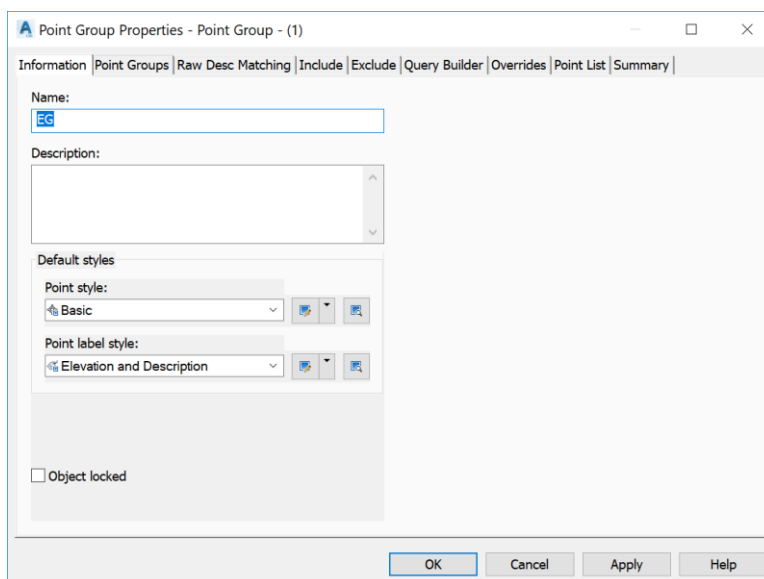 Point Group Properties - Point Group - (1)
Information Point Groups Raw Desc Matching Include Exclude Query Builder Overrides Point List Summary
Name:
EG
Description:
Default styles
Point style:
Basic
Point label style:
Elevation and Description
Object locked
OK Cancel Apply Help